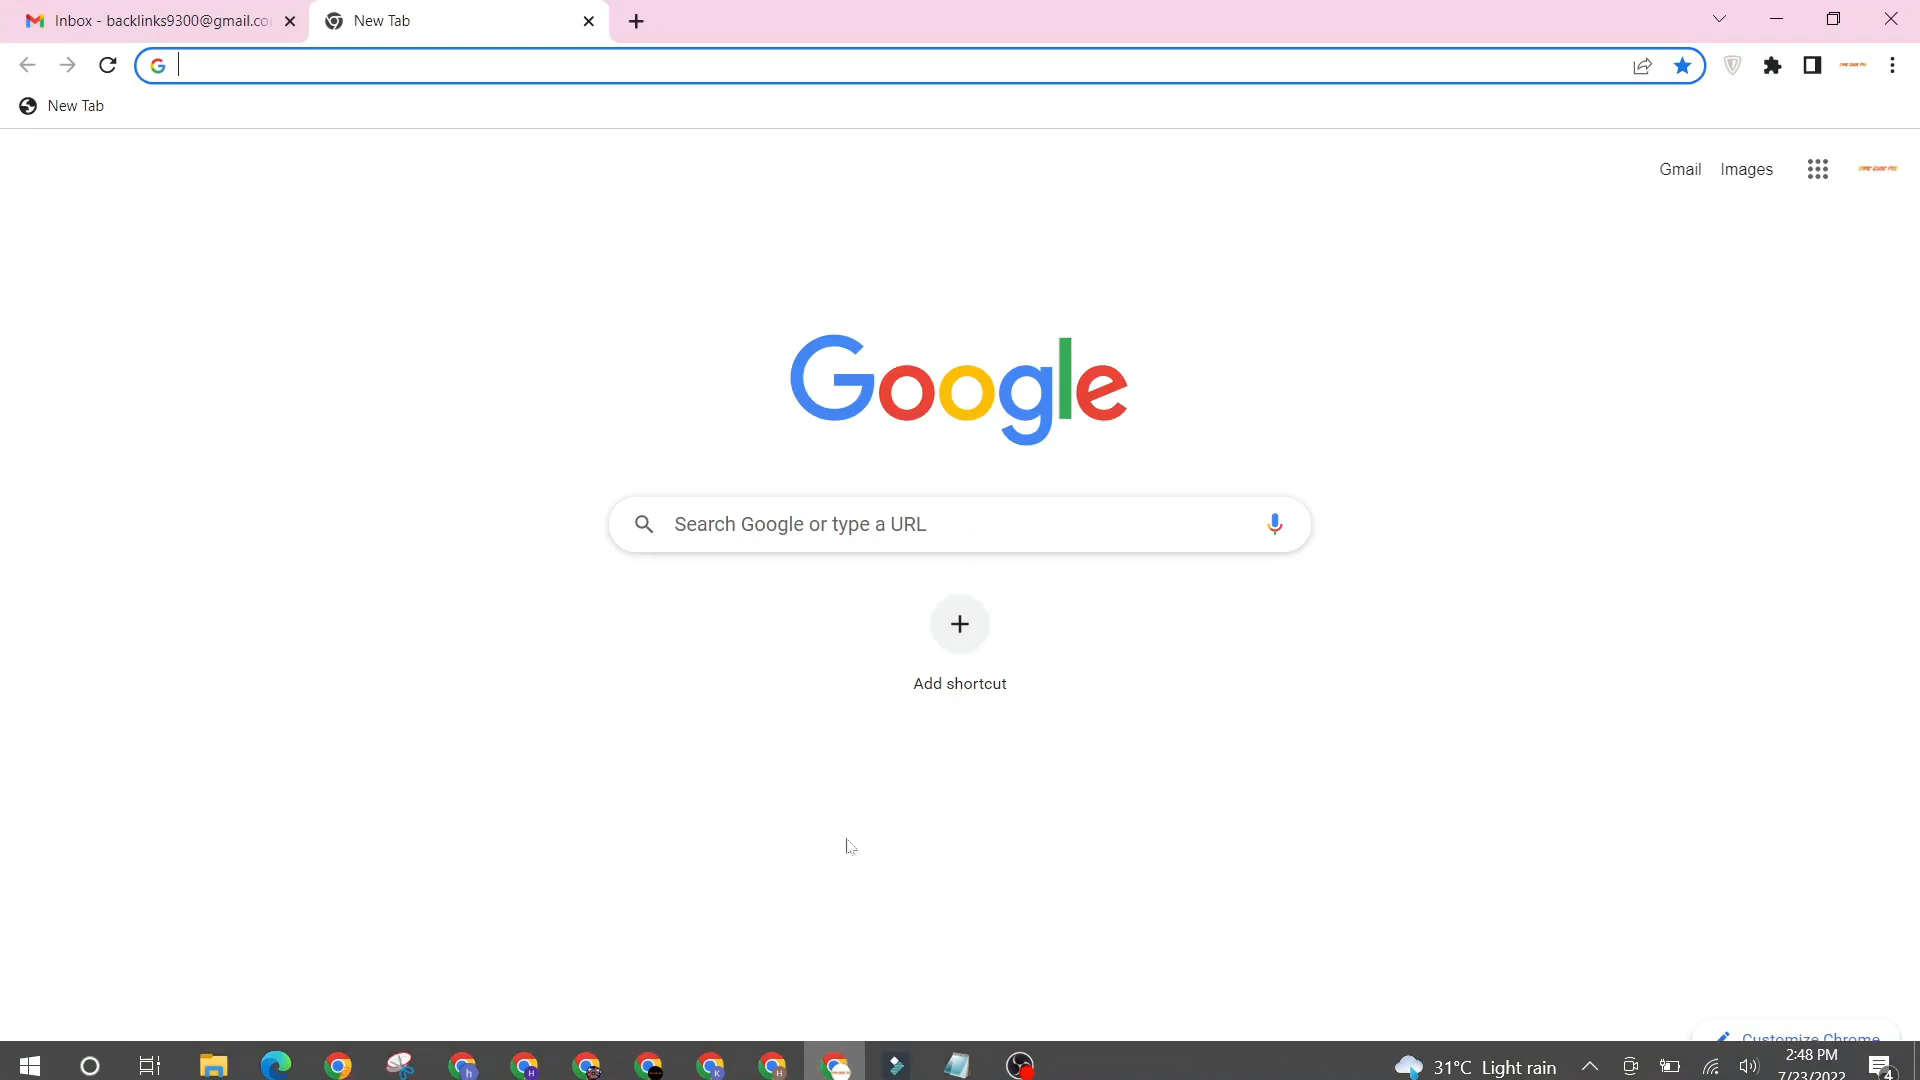 Inbox - backlinks9300@gmail.co
New Tab
New Tab
Gmail Images
Google
Search Google or type a URL
Add shortcut
Customize Chrome
31°C Light rain
2:48 PM
7/23/2022
4